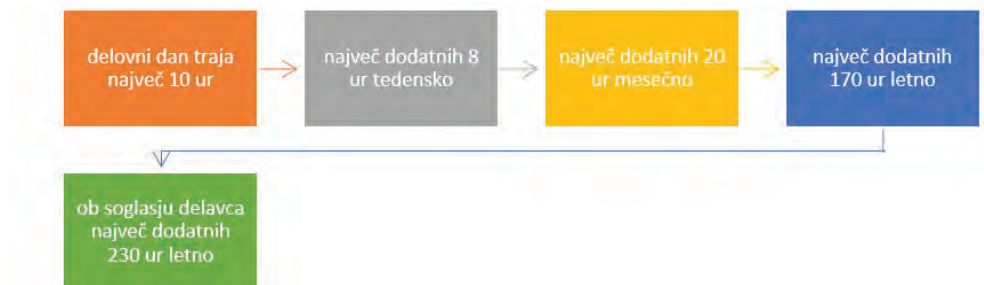 delovni dan traja
največ 10 ur
največ dodatnih 8
ur tedensko
največ dodatnih 20
ur mesečno
največ dodatnih
170 ur letno
ob soglasju delavca
največ dodatnih
230 ur letno